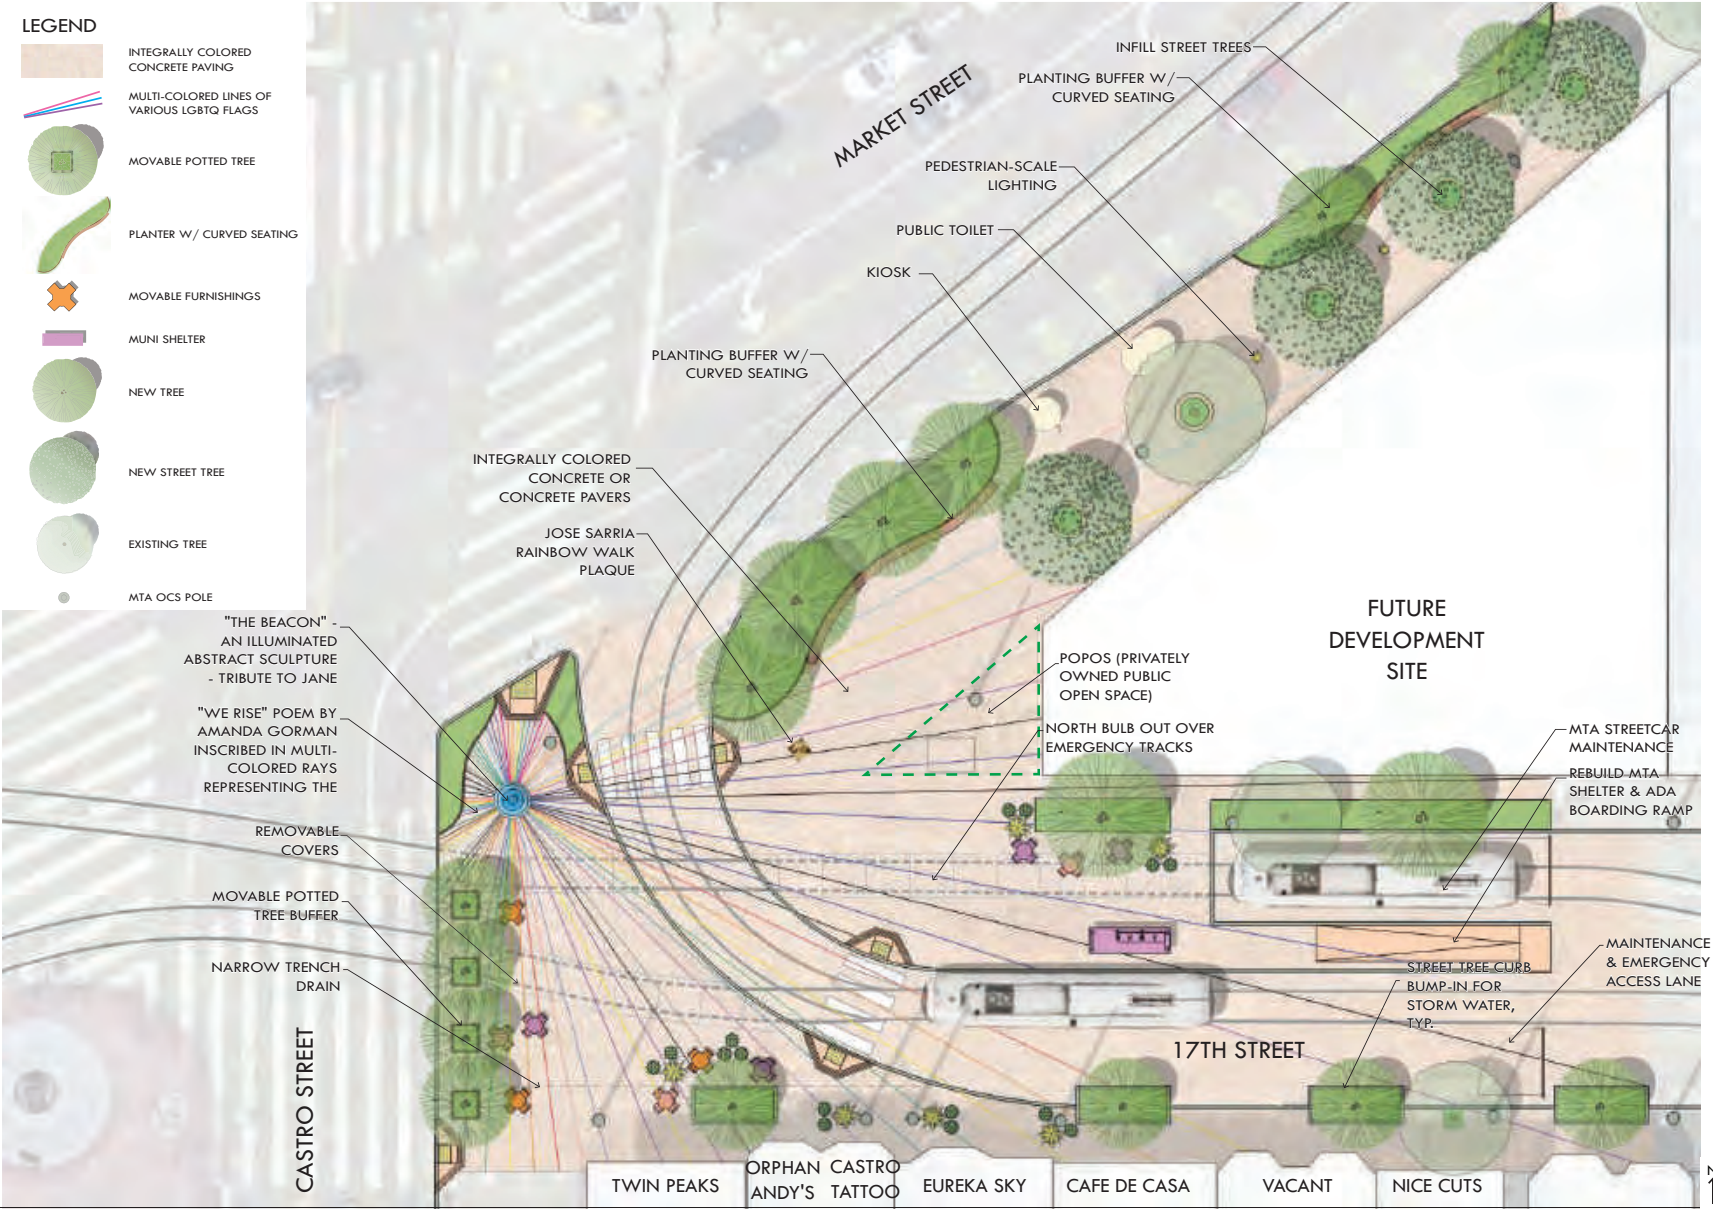 LEGEND
INTEGRALLY COLORED
CONCRETE PAVING
MULTI-COLORED LINES OF
VARIOUS LGBTQ FLAGS
MOVABLE POTTED TREE
PLANTER W/ CURVED SEATING
MOVABLE FURNISHINGS
MUNI SHELTER
NEW TREE
NEW STREET TREE
EXISTING TREE
MTA OCS POLE
MARKET STREET
INFILL STREET TREES
PLANTING BUFFER W/
CURVED SEATING
PEDESTRIAN-SCALE
LIGHTING
PUBLIC TOILET
KIOSK
PLANTING BUFFER W/
CURVED SEATING
INTEGRALLY COLORED
CONCRETE OR
CONCRETE PAVERS
JOSE SARRIA
RAINBOW WALK
PLAQUE
"THE BEACON" -
AN ILLUMINATED
ABSTRACT SCULPTURE
- TRIBUTE TO JANE
"WE RISE" POEM BY
AMANDA GORMAN
INSCRIBED IN MULTI-
COLORED RAYS
REPRESENTING THE
REMOVABLE
COVERS
MOVABLE POTTED
TREE BUFFER
NARROW TRENCH
DRAIN
CASTRO STREET
FUTURE
DEVELOPMENT
SITE
POPOS (PRIVATELY
OWNED PUBLIC
OPEN SPACE)
NORTH BULB OUT OVER
EMERGENCY TRACKS
MTA STREETCAR
MAINTENANCE
REBUILD MTA
SHELTER & ADA
BOARDING RAMP
MAINTENANCE
& EMERGENCY
ACCESS LANE
STREET TREE CURB
BUMP-IN FOR
STORM WATER,
TYP.
17TH STREET
TWIN PEAKS
ORPHAN
ANDY'S
CASTRO
TATTOO
EUREKA SKY
CAFE DE CASA
VACANT
NICE CUTS